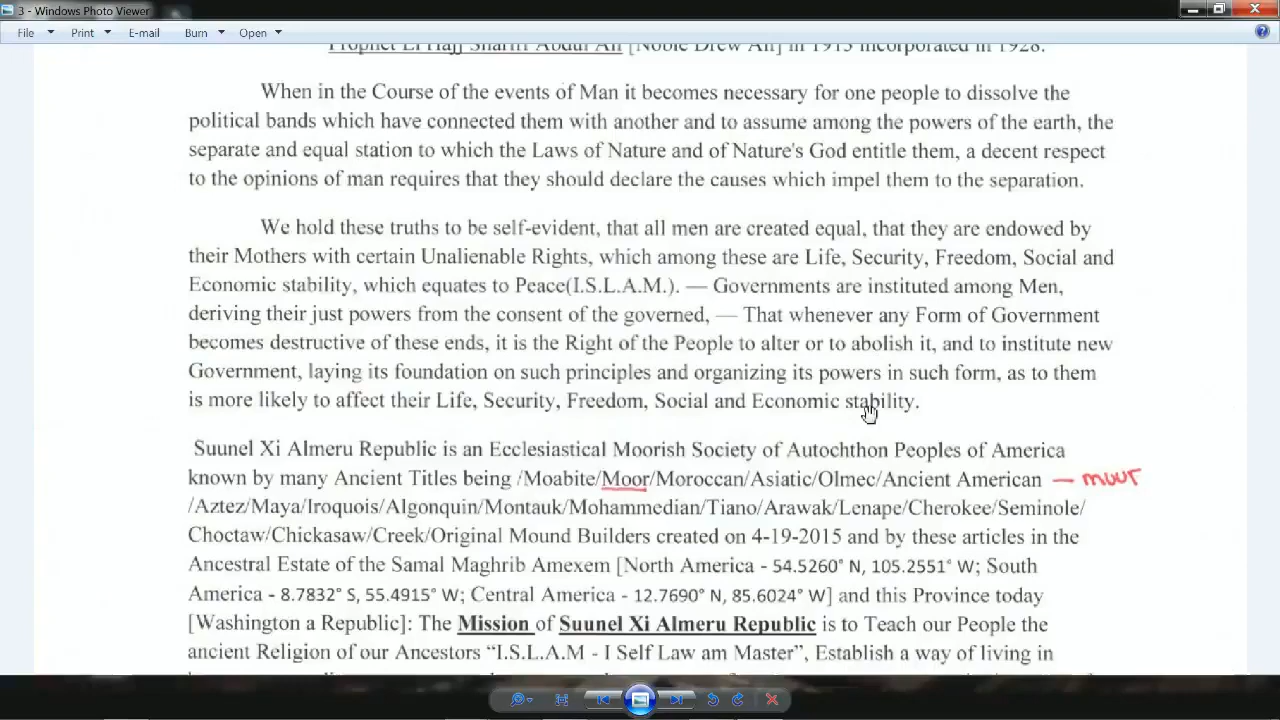 3 - Windows Photo Viewer
File Print E-mail Burn Open
Prophet El Hajj Sharif Abdul Ali [Noble Drew Ali] in 1913 incorporated in 1928.
When in the Course of the events of Man it becomes necessary for one people to dissolve the
political bands which have connected them with another and to assume among the powers of the earth, the
separate and equal station to which the Laws of Nature and of Nature's God entitle them, a decent respect
to the opinions of man requires that they should declare the causes which impel them to the separation.
We hold these truths to be self-evident, that all men are created equal, that they are endowed by
their Mothers with certain Unalienable Rights, which among these are Life, Security, Freedom, Social and
Economic stability, which equates to Peace(I.S.L.A.M.). — Governments are instituted among Men,
deriving their just powers from the consent of the governed, — That whenever any Form of Government
becomes destructive of these ends, it is the Right of the People to alter or to abolish it, and to institute new
Government, laying its foundation on such principles and organizing its powers in such form, as to them
is more likely to affect their Life, Security, Freedom, Social and Economic stability.
Suunel Xi Almeru Republic is an Ecclesiastical Moorish Society of Autochthon Peoples of America
known by many Ancient Titles being /Moabite/Moor/Moroccan/Asiatic/Olmec/Ancient American — muur
/Aztez/Maya/Iroquois/Algonquin/Montauk/Mohammedian/Tiano/Arawak/Lenape/Cherokee/Seminole/
Choctaw/Chickasaw/Creek/Original Mound Builders created on 4-19-2015 and by these articles in the
Ancestral Estate of the Samal Maghrib Amexem [North America - 54.5260° N, 105.2551° W; South
America - 8.7832° S, 55.4915° W; Central America - 12.7690° N, 85.6024° W] and this Province today
[Washington a Republic]: The Mission of Suunel Xi Almeru Republic is to Teach our People the
ancient Religion of our Ancestors “I.S.L.A.M - I Self Law am Master”, Establish a way of living in